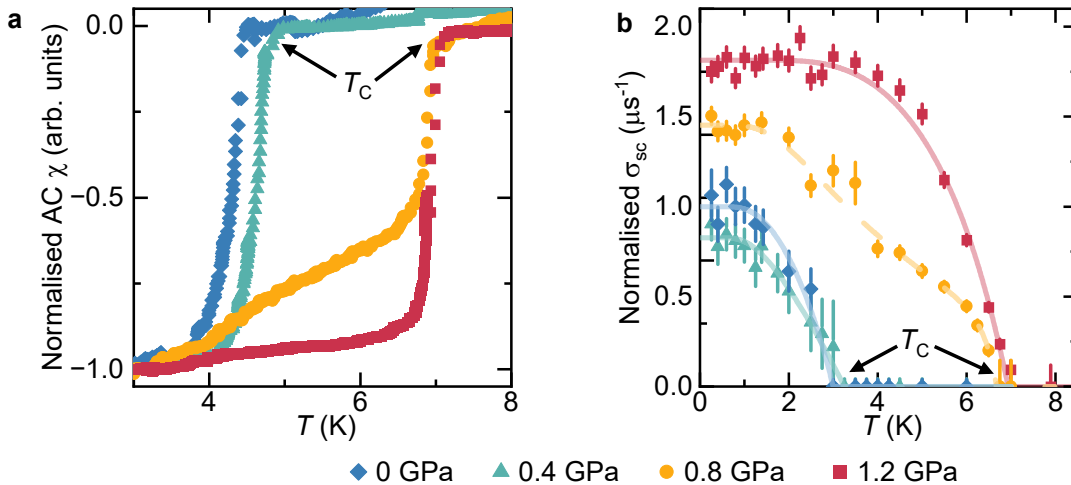 a
Normalised AC χ (arb. units)
0.0
−0.5
−1.0
T_C
4
6
8
T (K)
b
Normalised σ_sc (μs⁻¹)
2.0
1.5
1.0
0.5
0.0
T_C
0
2
4
6
8
T (K)
0 GPa
0.4 GPa
0.8 GPa
1.2 GPa